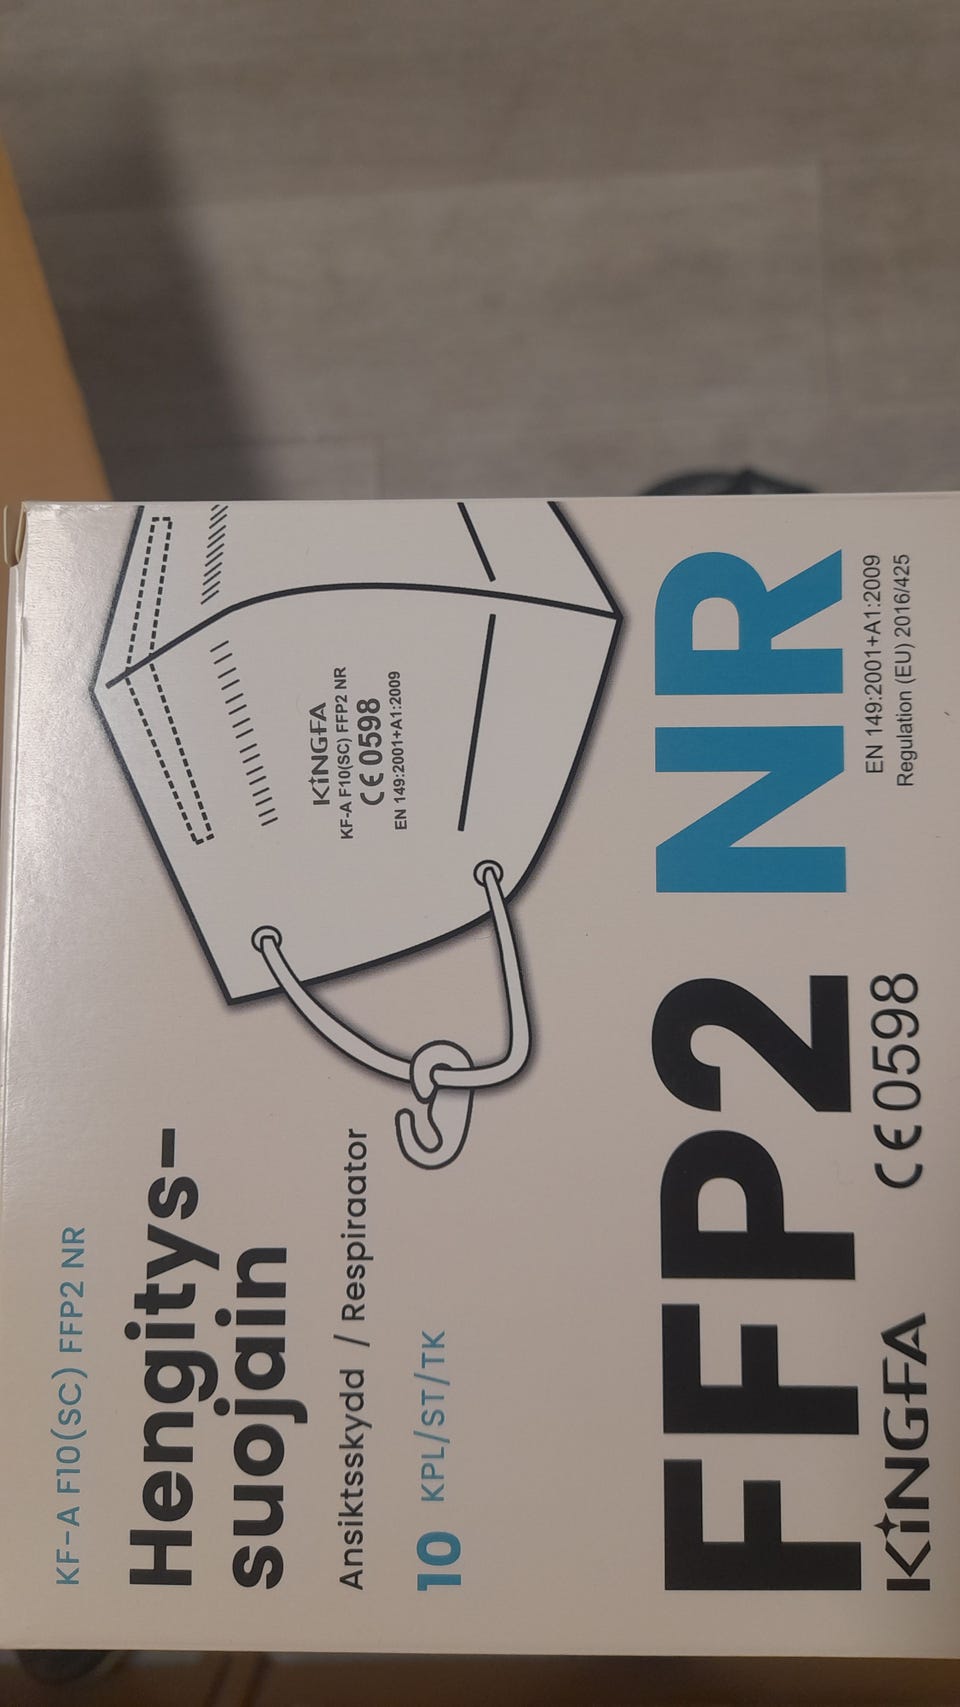 KF-A F10(SC) FFP2 NR
Hengitys-
suojain
Ansiktsskydd / Respiraator
10 KPL/ST/TK
KiNGFA
KF-A F10(SC) FFP2 NR
CE 0598
EN 149:2001+A1:2009
FFP2 NR
KiNGFA
CE 0598
EN 149:2001+A1:2009
Regulation (EU) 2016/425